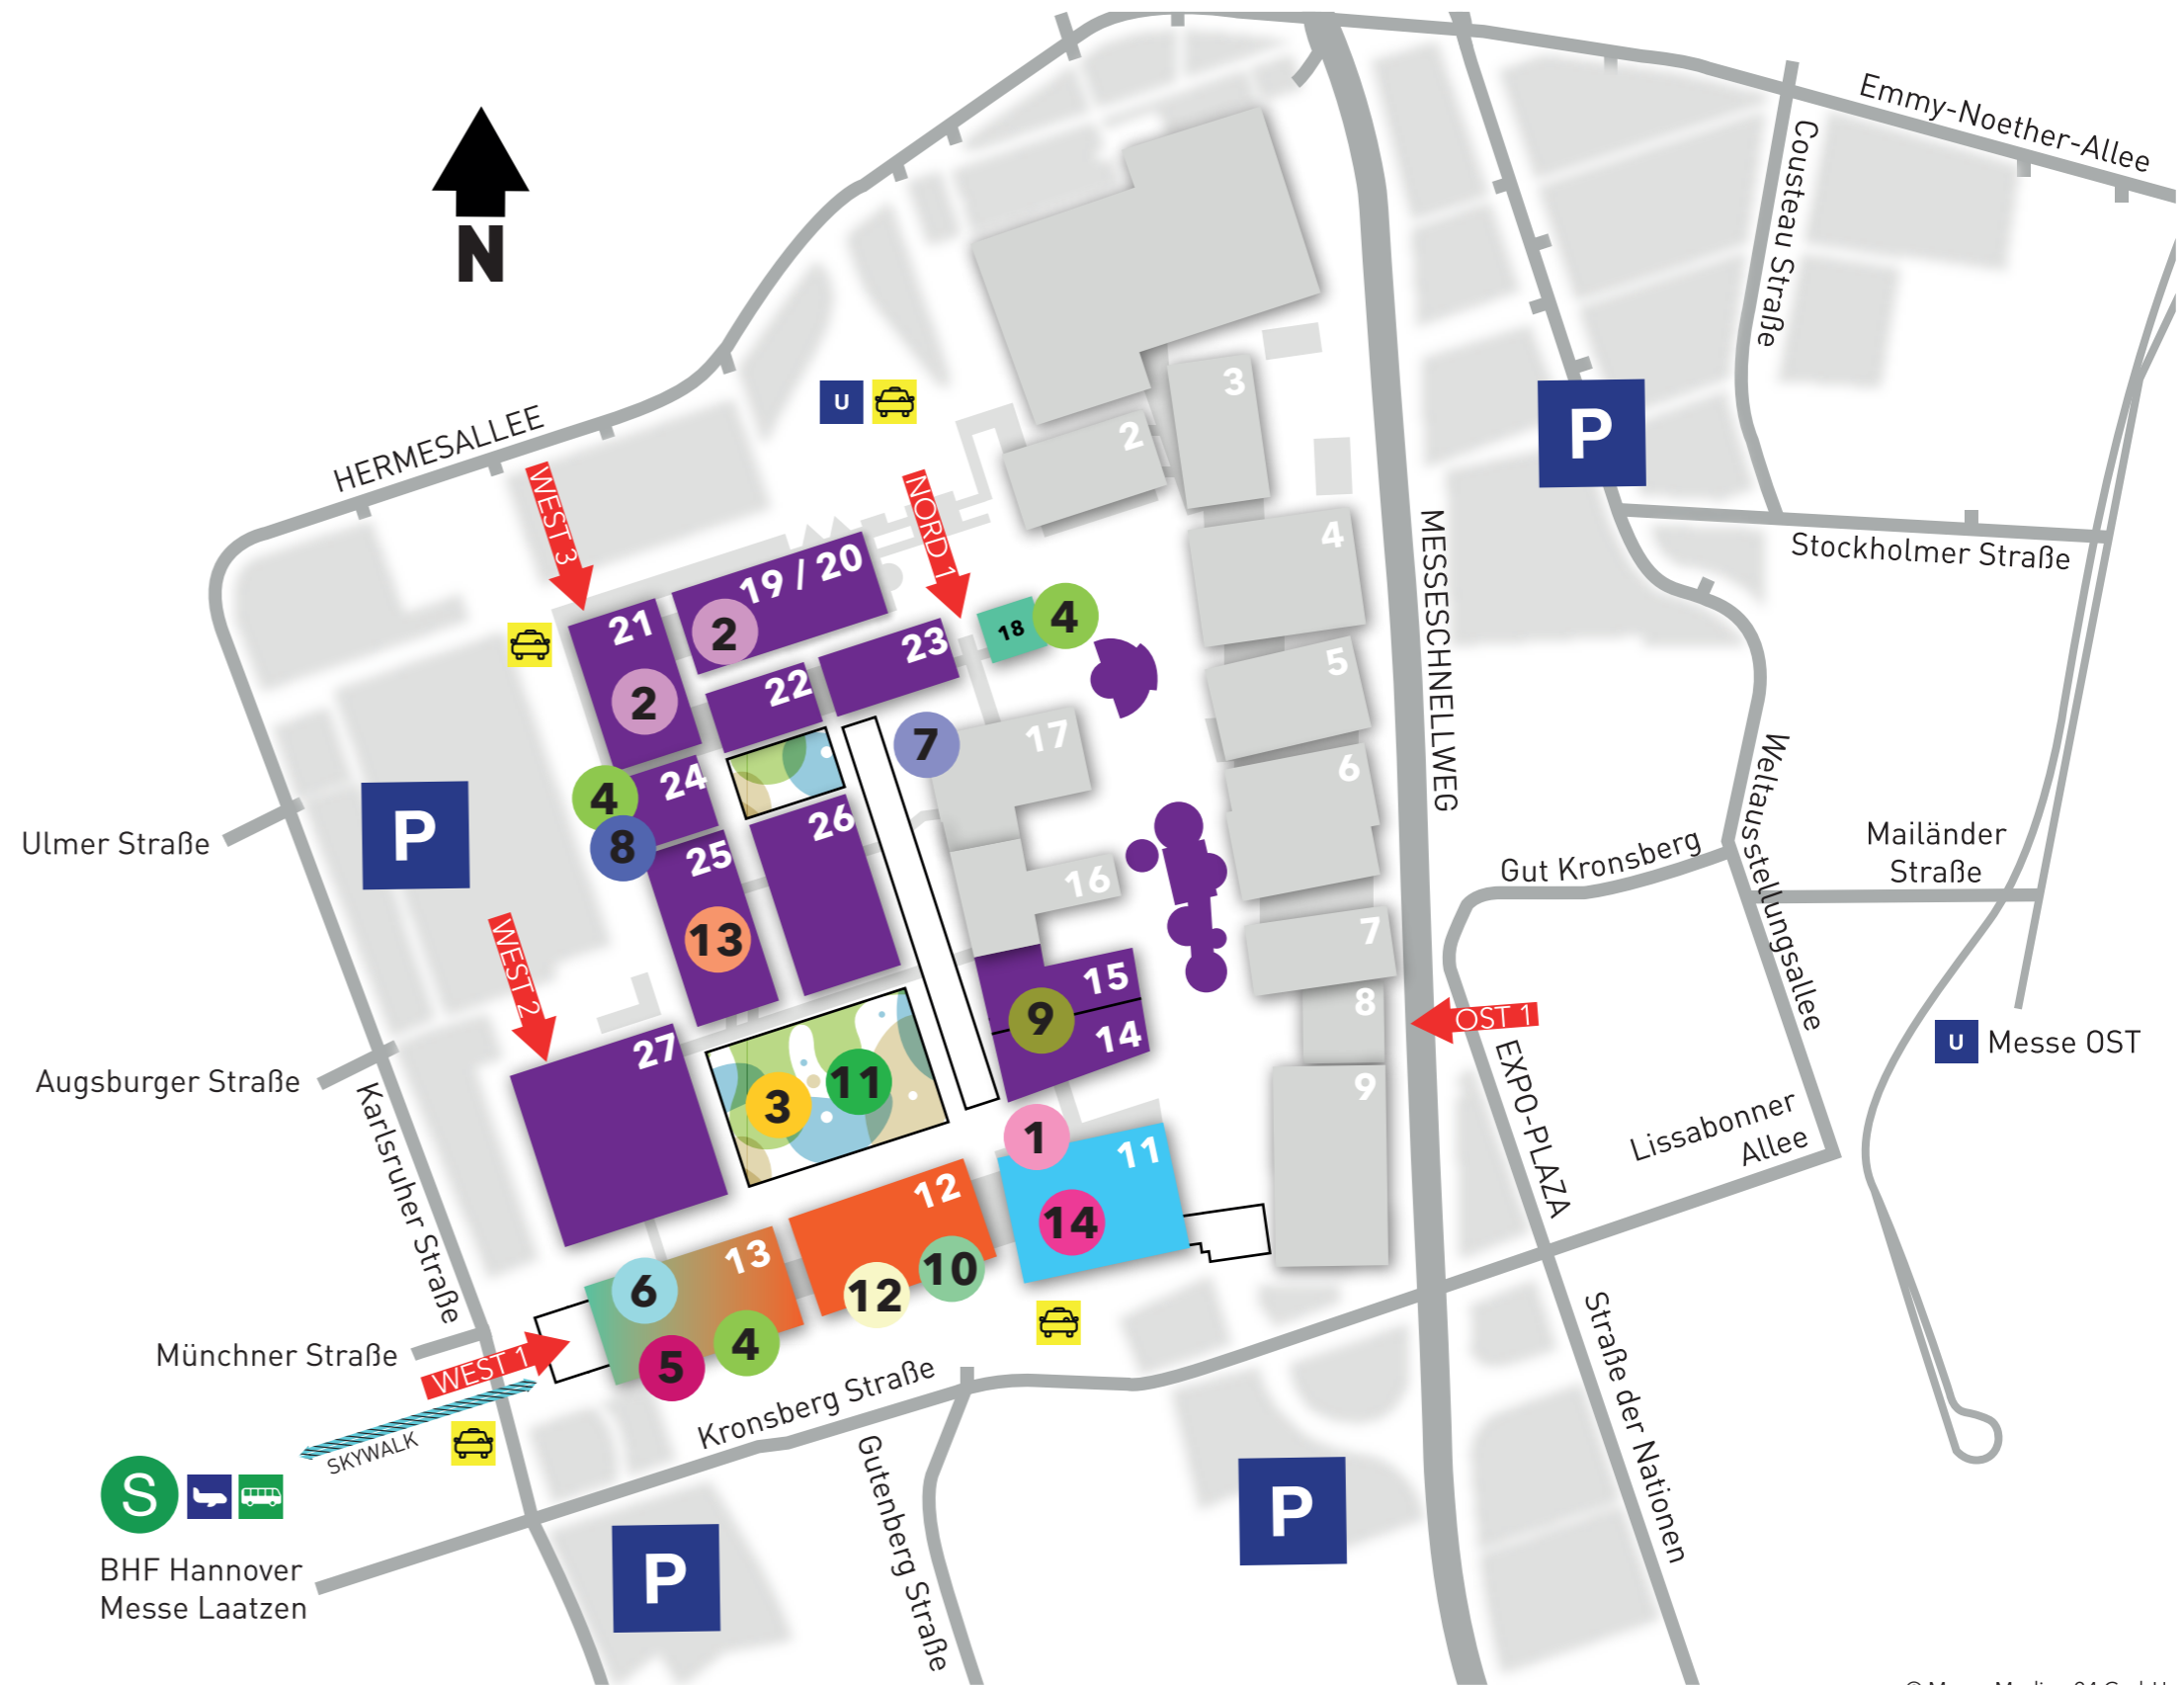 Emmy-Noether-Allee
Cousteau Straße
N
HERMESALLEE
WEST 3
U
NORD 1
3
2
P
4
MESSESCHNELLWEG
Stockholmer Straße
19 / 20
21
2
2
23
18
4
22
5
17
7
6
Weltausstellungsallee
24
4
8
25
26
Ulmer Straße
P
16
Gut Kronsberg
Mailänder
Straße
13
WEST 2
15
9
14
7
8
OST 1
U Messe OST
27
3
11
9
EXPO-PLAZA
Augsburger Straße
Karlsruher Straße
1
11
14
Lissabonner
Allee
12
12
10
13
6
5
4
Münchner Straße
WEST 1
SKYWALK
Kronsberg Straße
Gutenberg Straße
Straße der Nationen
S
BHF Hannover
Messe Laatzen
P
P